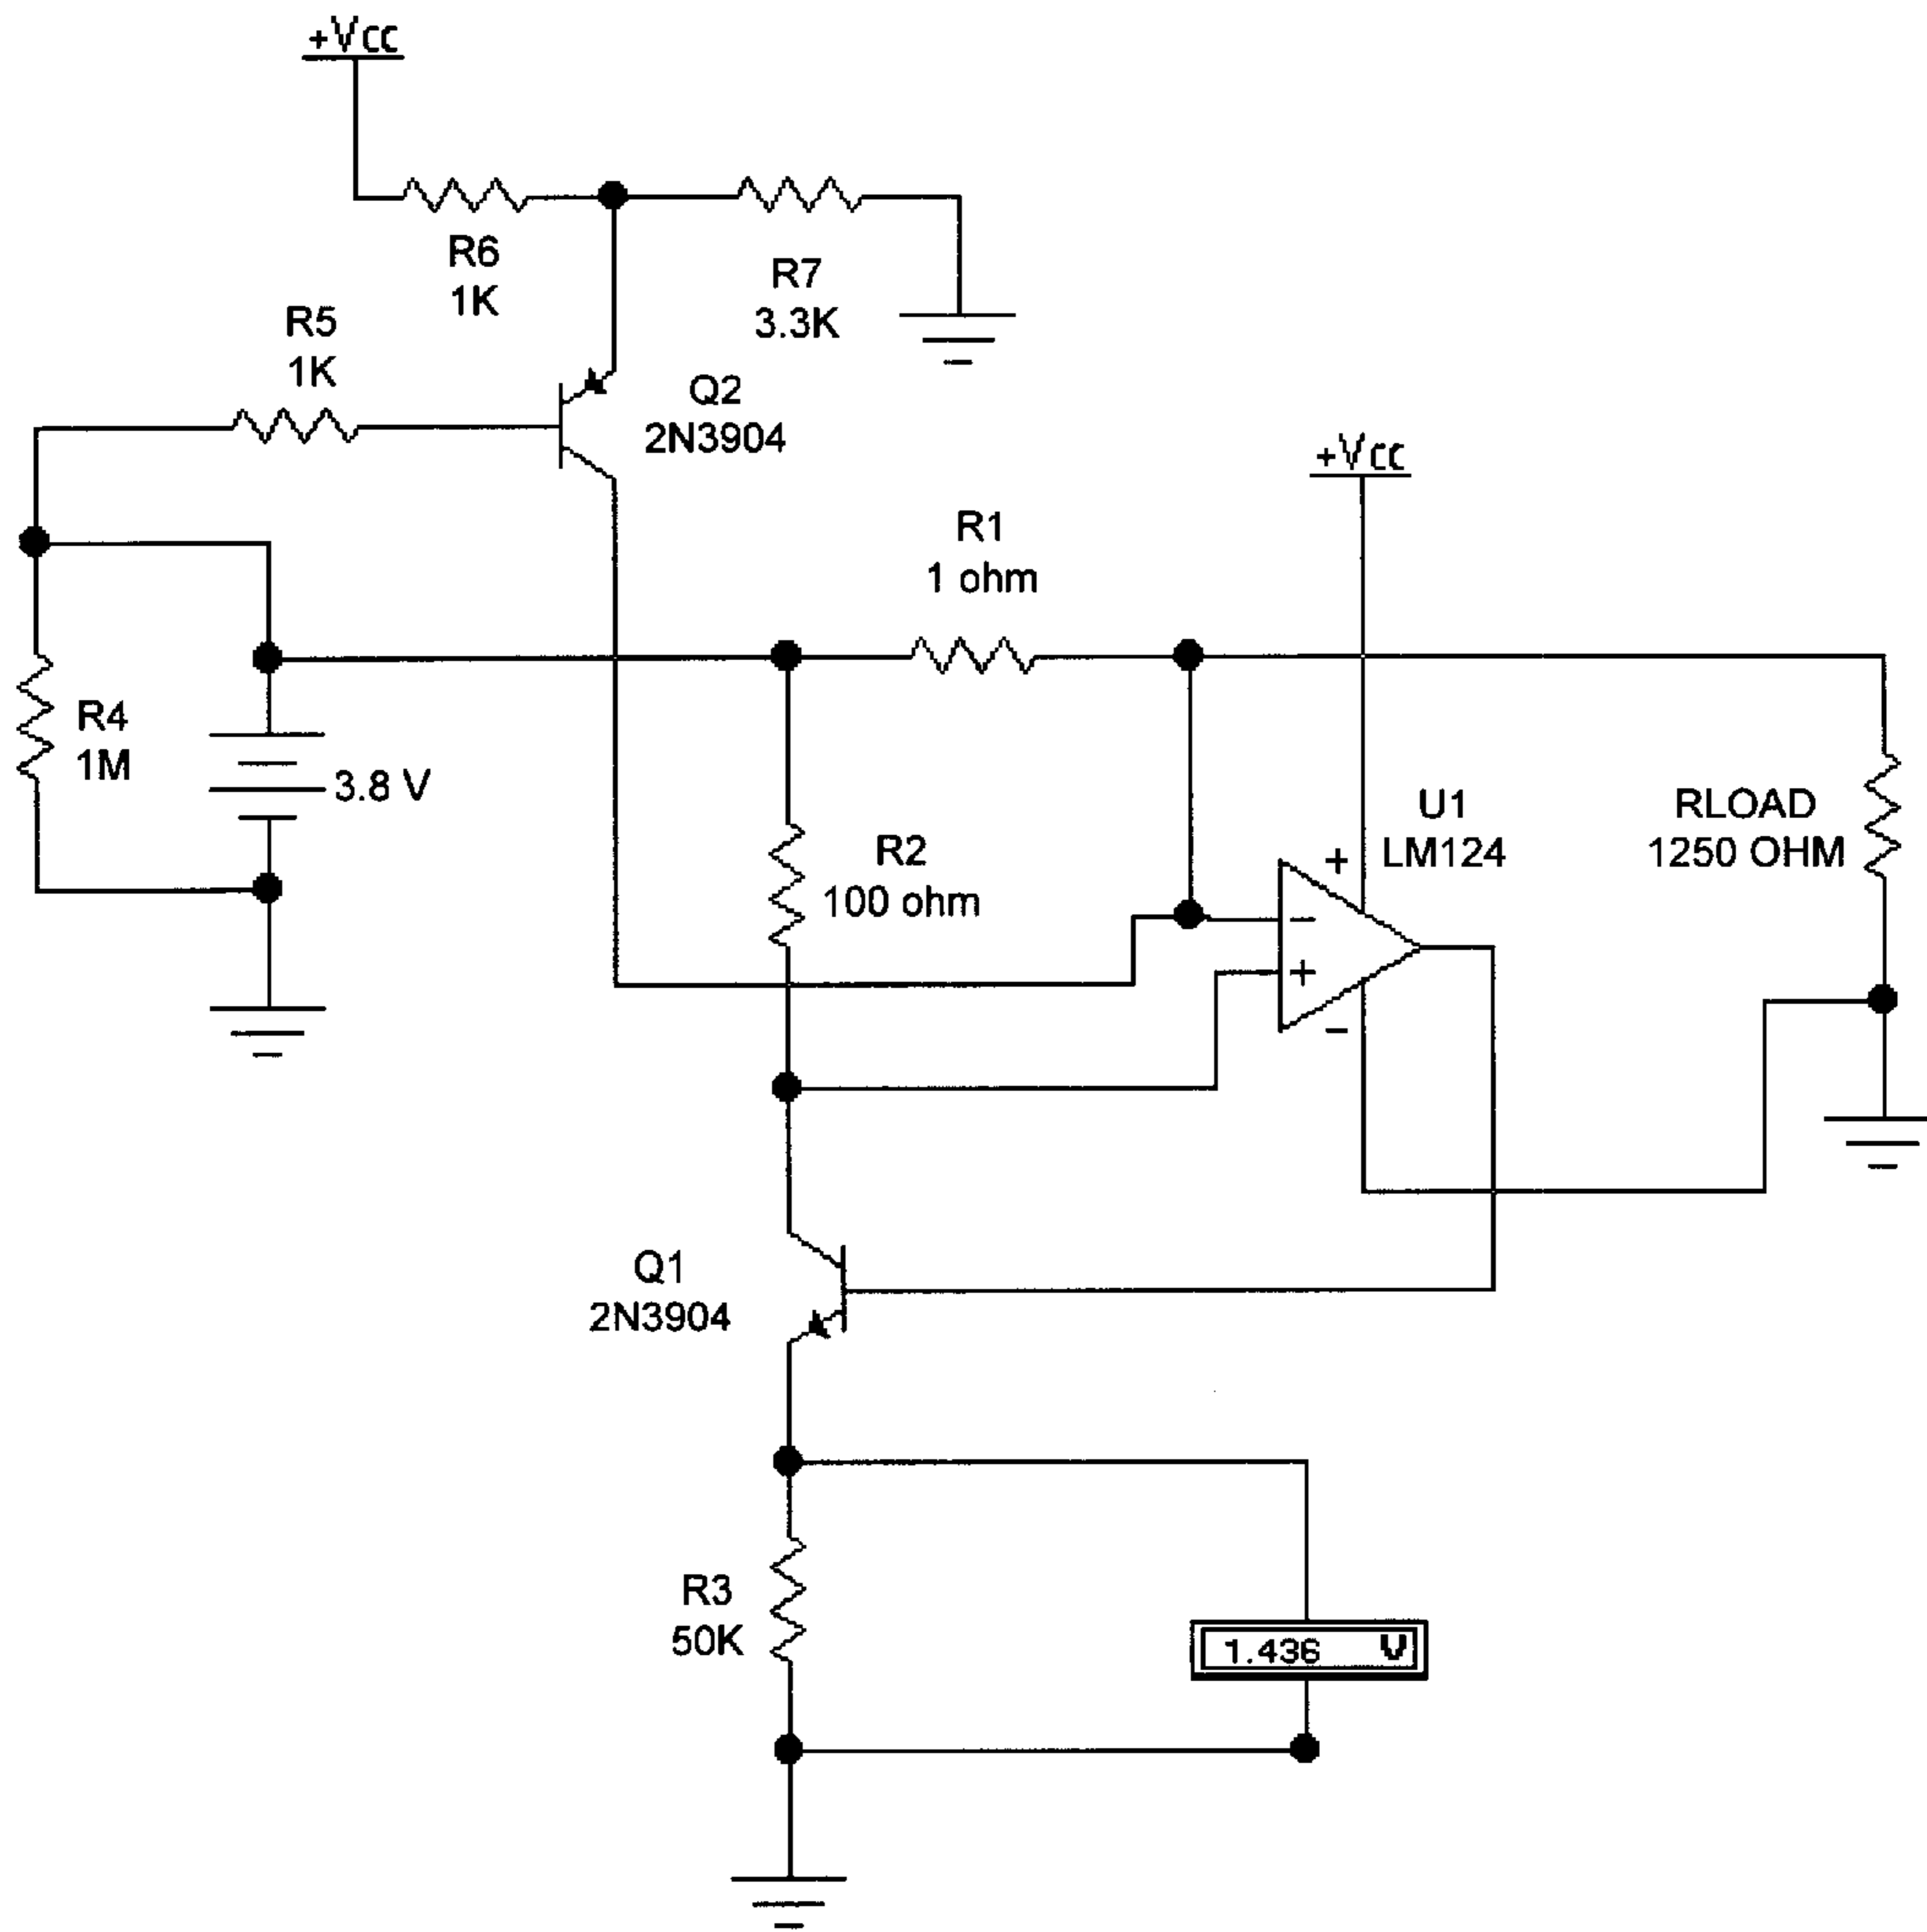 +VCC
R6
1K
R7
3.3K
R5
1K
Q2
2N3904
+VCC
R1
1 ohm
R4
1M
3.8 V
R2
100 ohm
U1
LM124
RLOAD
1250 OHM
+
−
+
−
Q1
2N3904
R3
50K
1.436 V